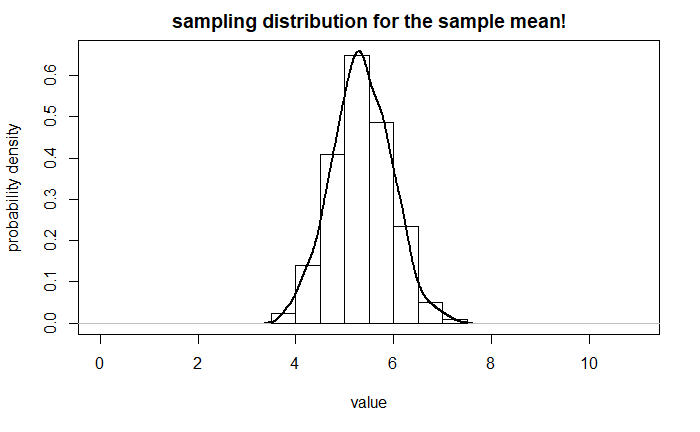 sampling distribution for the sample mean!
probability density
0.0 0.1 0.2 0.3 0.4 0.5 0.6
0 2 4 6 8 10
value